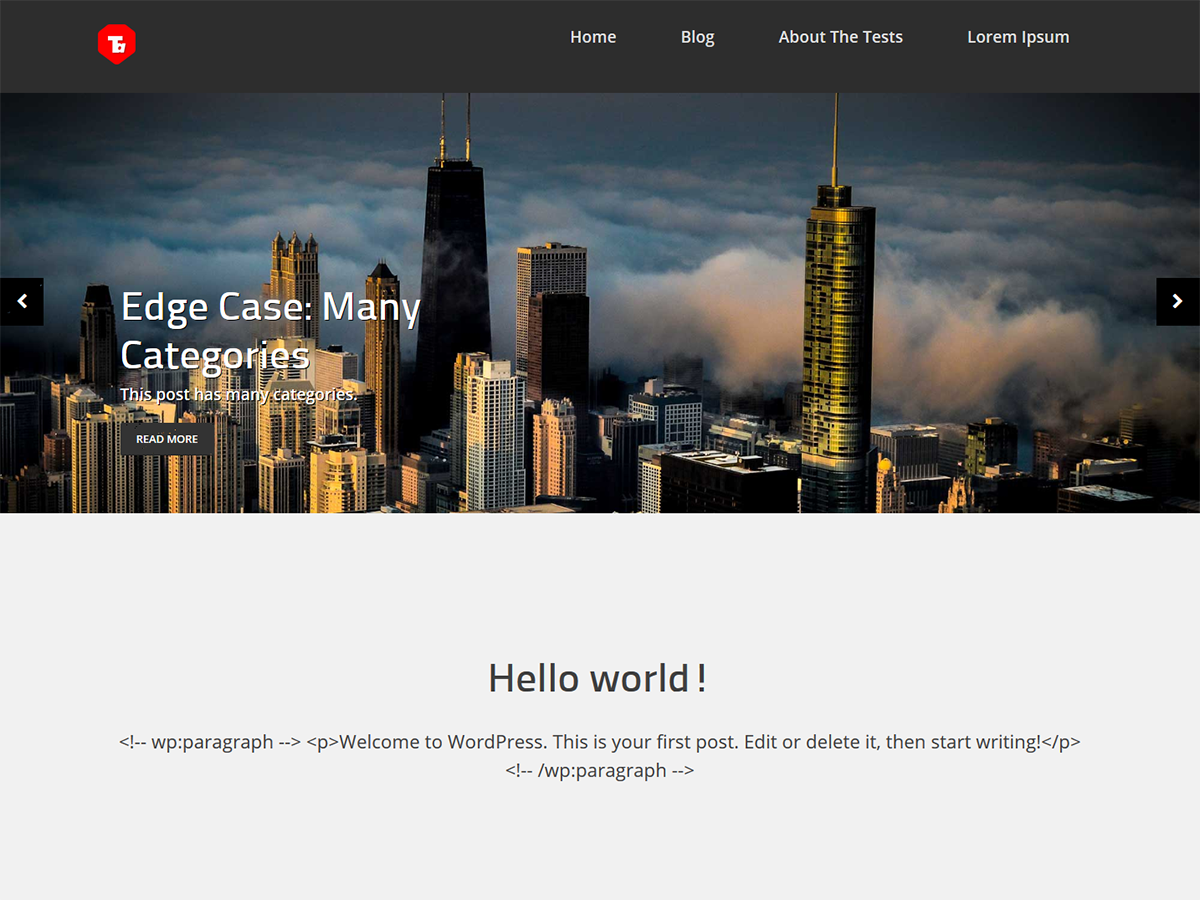 Home
Blog
About The Tests
Lorem Ipsum
Edge Case: Many
Categories
This post has many categories.
READ MORE
Hello world !
<!-- wp:paragraph --> <p>Welcome to WordPress. This is your first post. Edit or delete it, then start writing!</p>
<!-- /wp:paragraph -->